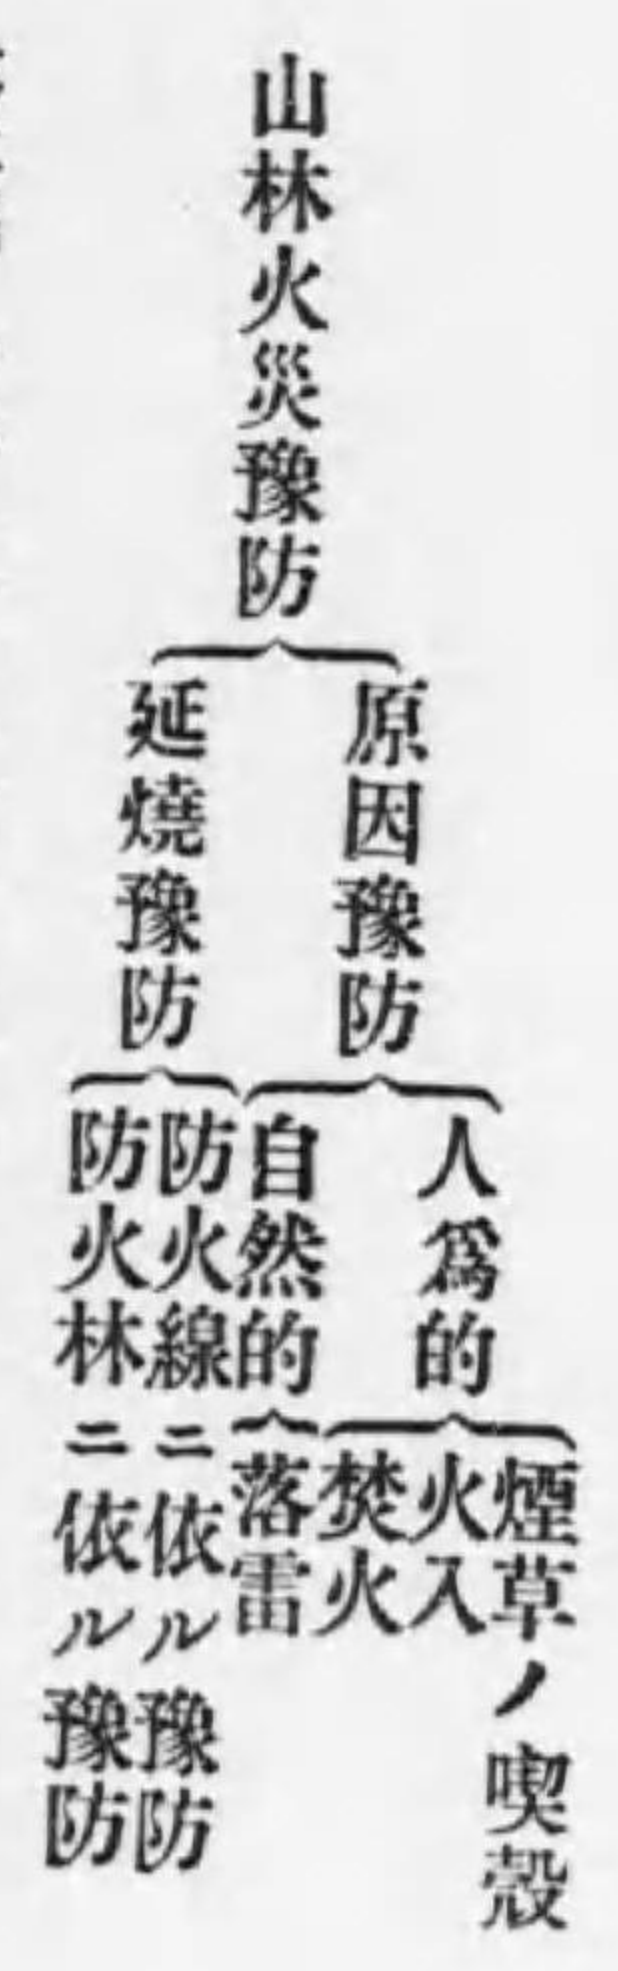 山林火災豫防
原因豫防
人爲的
煙草ノ喫殼
火入
焚火
自然的
落雷
延燒豫防
防火線ニ依ル豫防
防火林ニ依ル豫防